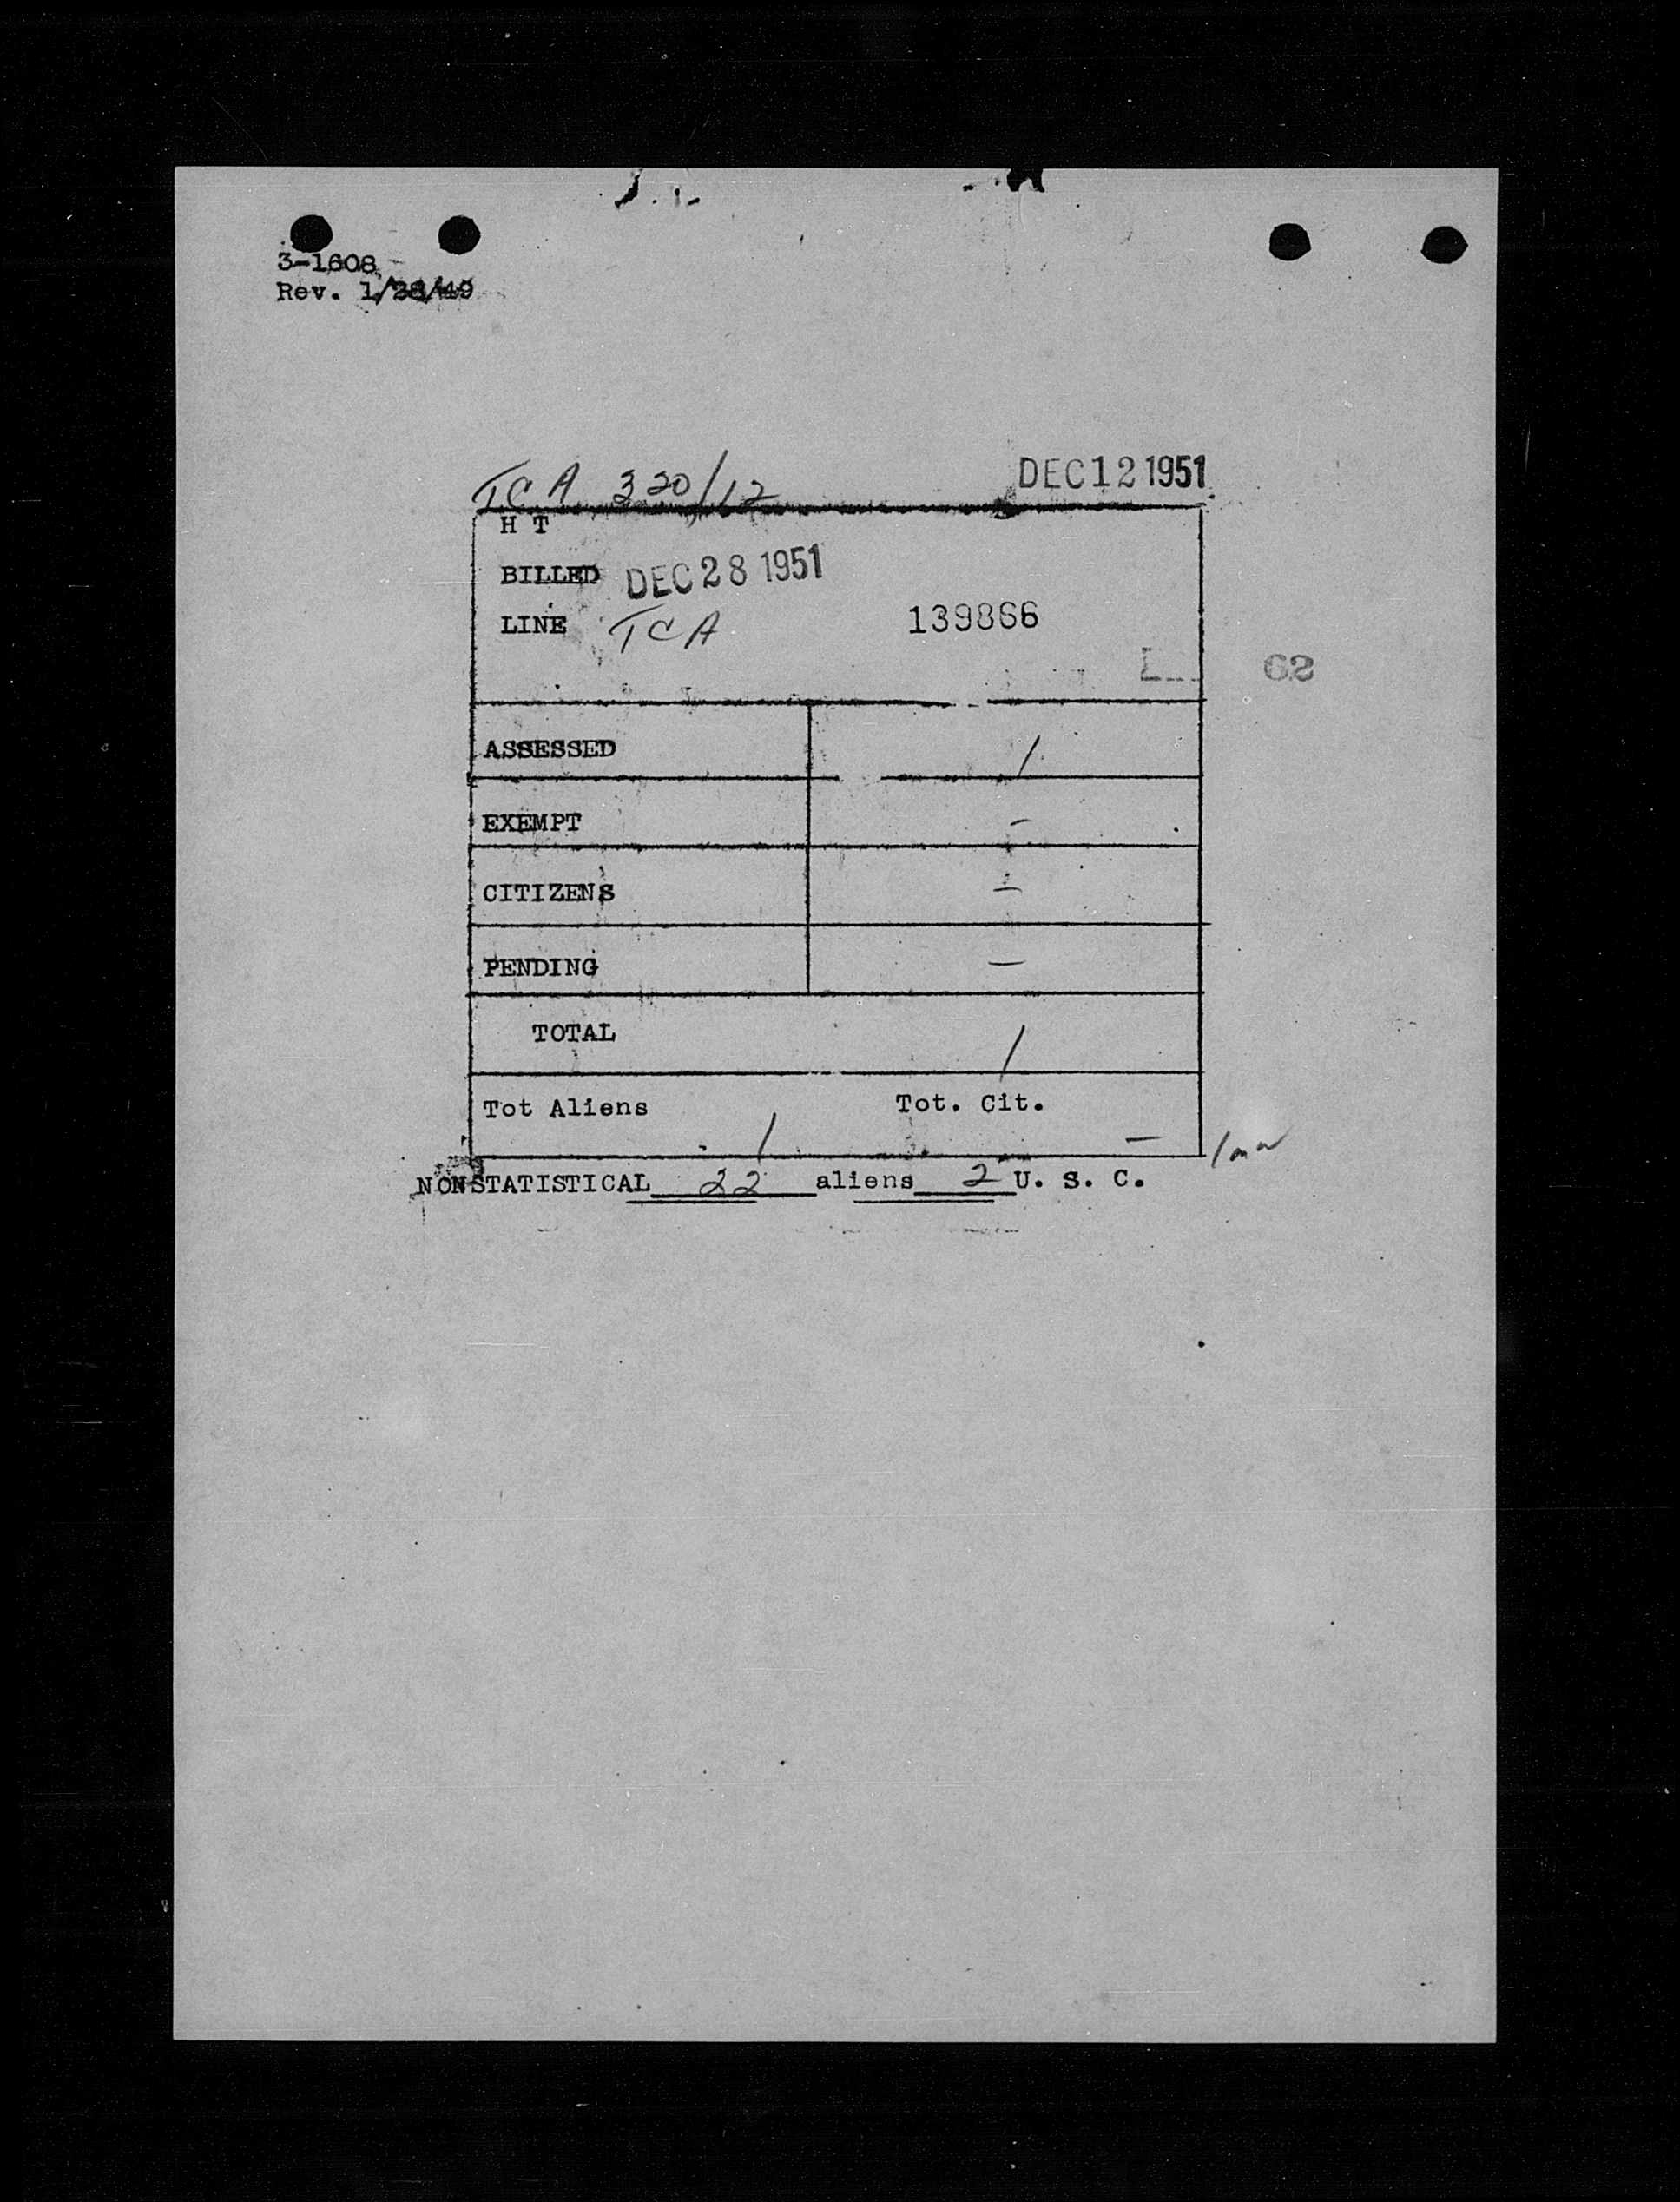 3-1608
Rev. 1/28/49
TCA 320/12 DEC 12 1951
H T
BILLED DEC 28 1951
LINE TCA 139866
L 62
ASSESSED 1
EXEMPT -
CITIZENS -
PENDING -
TOTAL 1
Tot Aliens Tot. Cit.
1 -
NONSTATISTICAL 22 aliens 2 U. S. C.